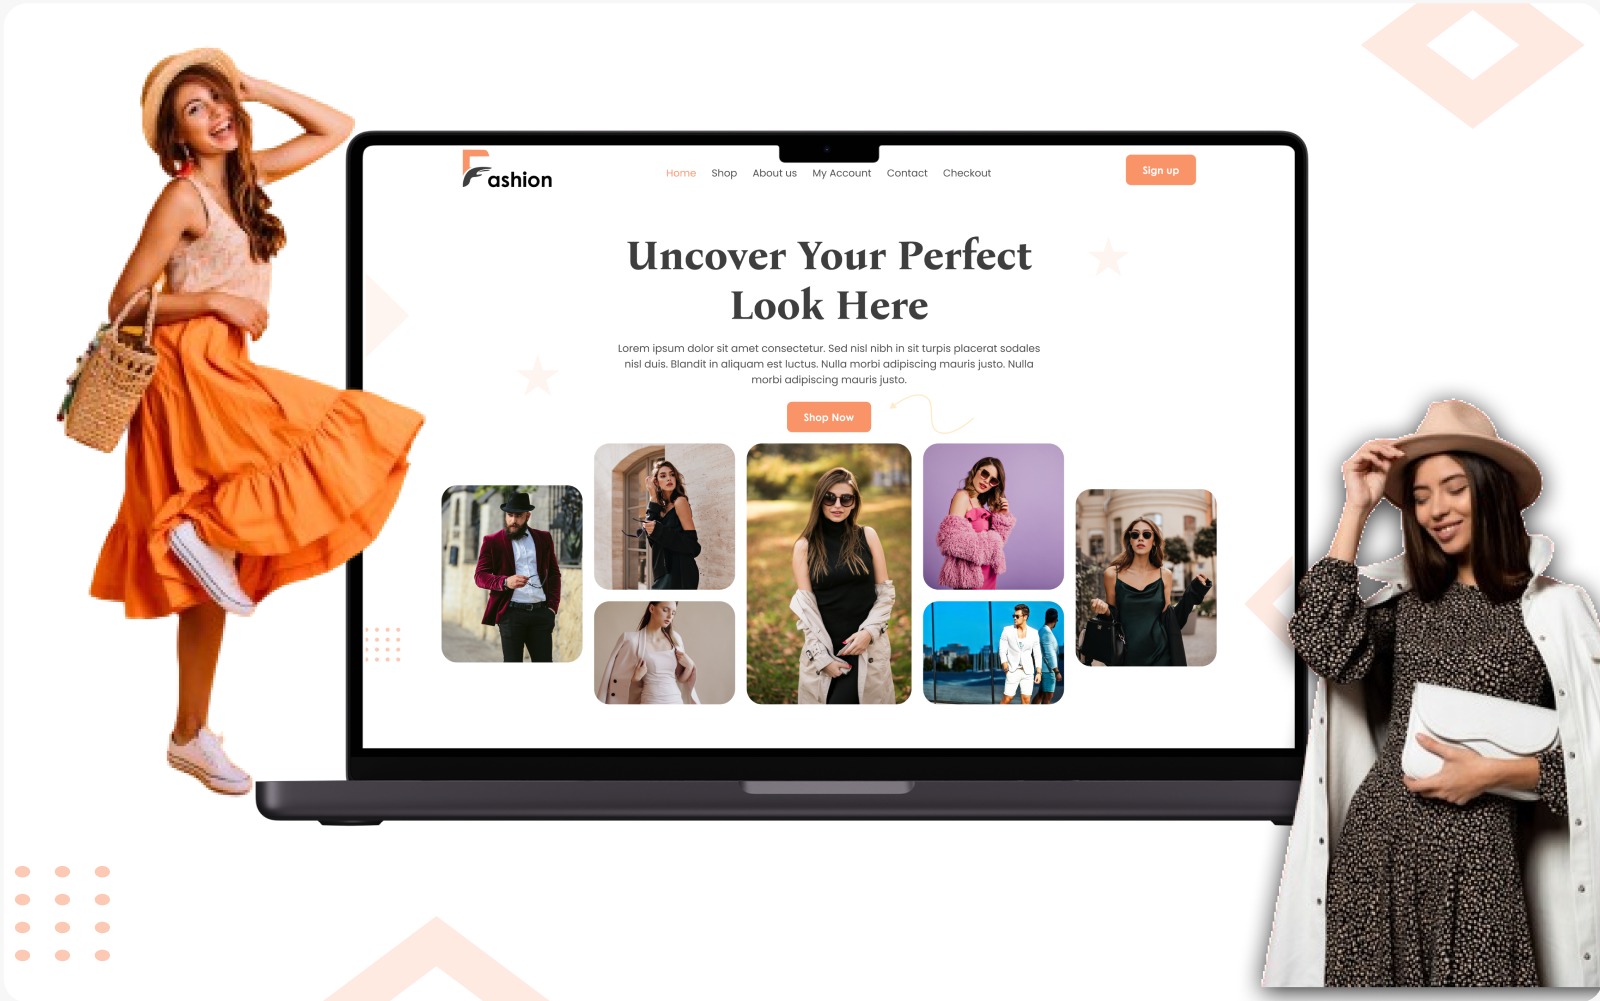 Fashion
Home Shop About us My Account Contact Checkout
Sign up
Uncover Your Perfect
Look Here
Lorem ipsum dolor sit amet consectetur. Sed nisl nibh in sit turpis placerat sodales
nisl duis. Blandit in aliquam est luctus. Nulla morbi adipiscing mauris justo. Nulla
morbi adipiscing mauris justo.
Shop Now